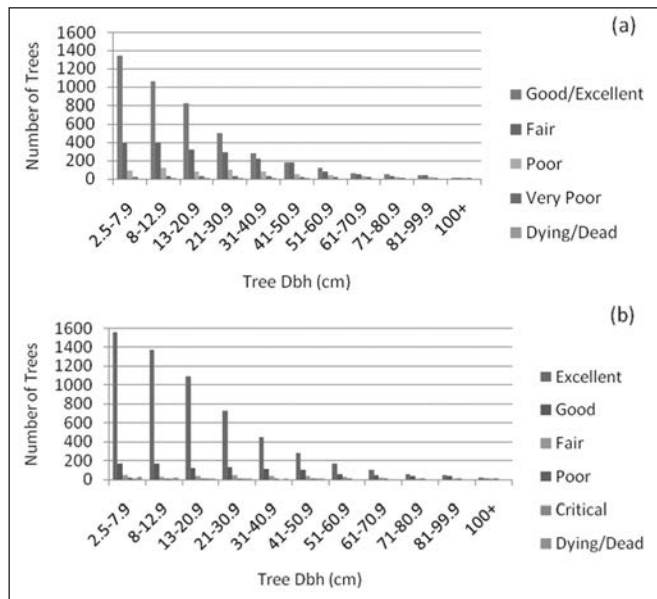 (a)
Number of Trees
1600
1400
1200
1000
800
600
400
200
0
2.5-7.9
8-12.9
13-20.9
21-30.9
31-40.9
41-50.9
51-60.9
61-70.9
71-80.9
81-99.9
100+
Tree Dbh (cm)
Good/Excellent
Fair
Poor
Very Poor
Dying/Dead
(b)
Number of Trees
1600
1400
1200
1000
800
600
400
200
0
2.5-7.9
8-12.9
13-20.9
21-30.9
31-40.9
41-50.9
51-60.9
61-70.9
71-80.9
81-99.9
100+
Tree Dbh (cm)
Excellent
Good
Fair
Poor
Critical
Dying/Dead